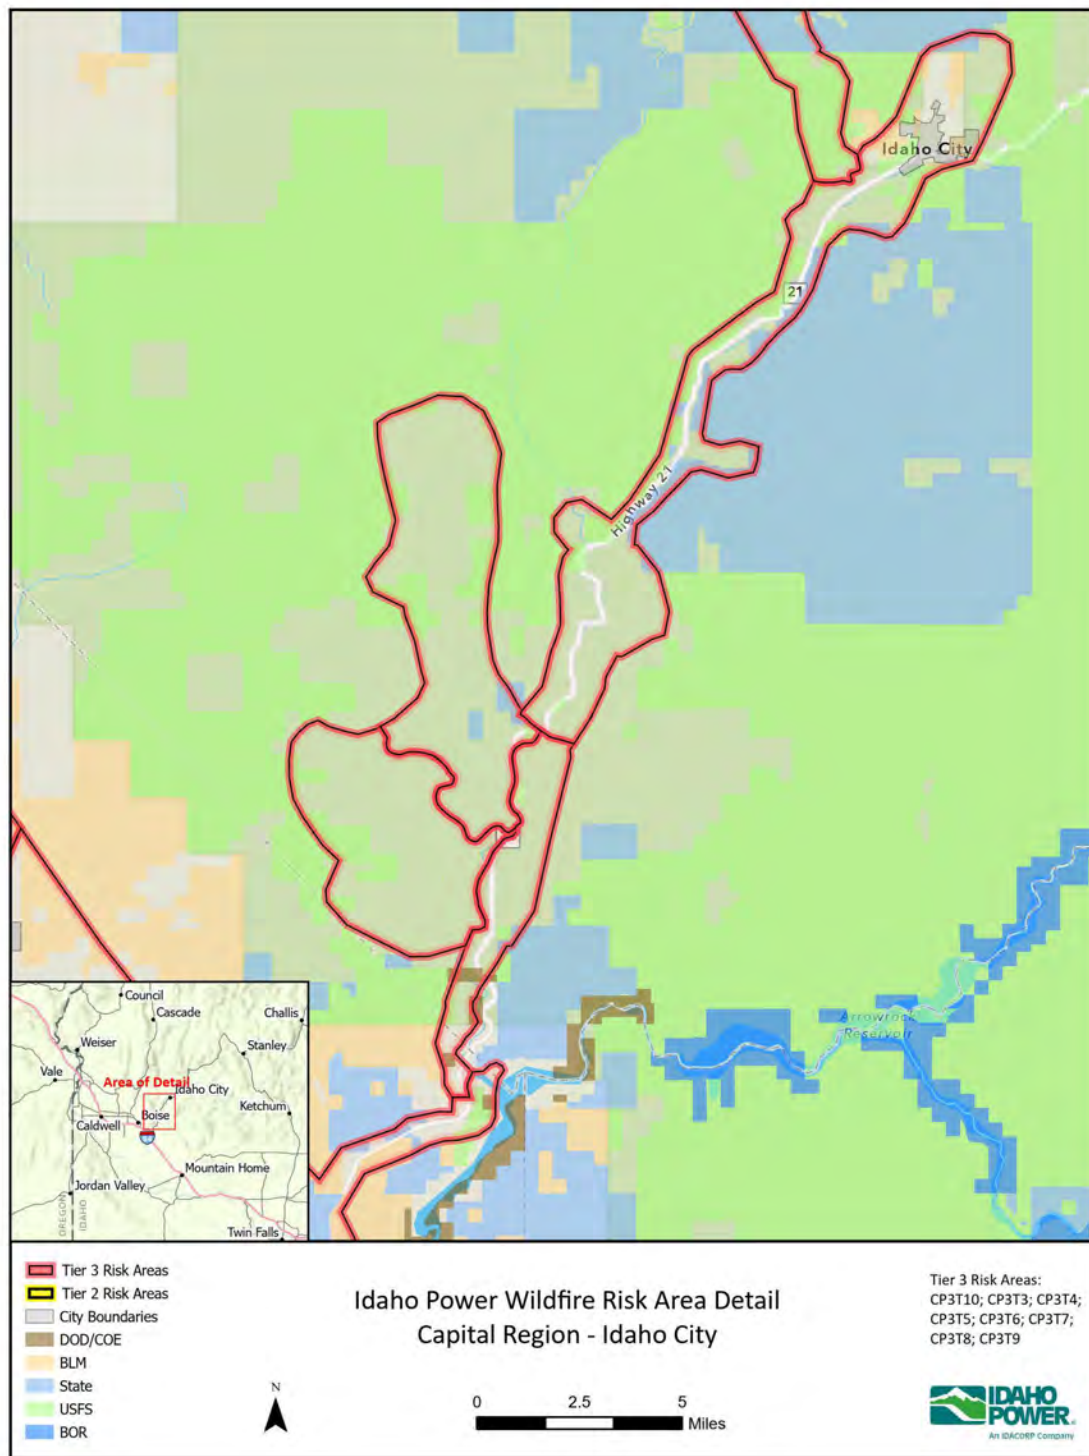 Idaho City
21
Highway 21
Arrowrock
Reservoir
Council
Cascade
Challis
Weiser
Stanley
Vale
Area of Detail
Idaho City
Ketchum
Boise
Caldwell
Mountain Home
Jordan Valley
OREGON
IDAHO
Twin Falls
Tier 3 Risk Areas
Tier 2 Risk Areas
City Boundaries
DOD/COE
BLM
State
USFS
BOR
Idaho Power Wildfire Risk Area Detail
Capital Region - Idaho City
N
0 2.5 5
Miles
Tier 3 Risk Areas:
CP3T10; CP3T3; CP3T4;
CP3T5; CP3T6; CP3T7;
CP3T8; CP3T9
IDAHO
POWER®
An IDACORP Company